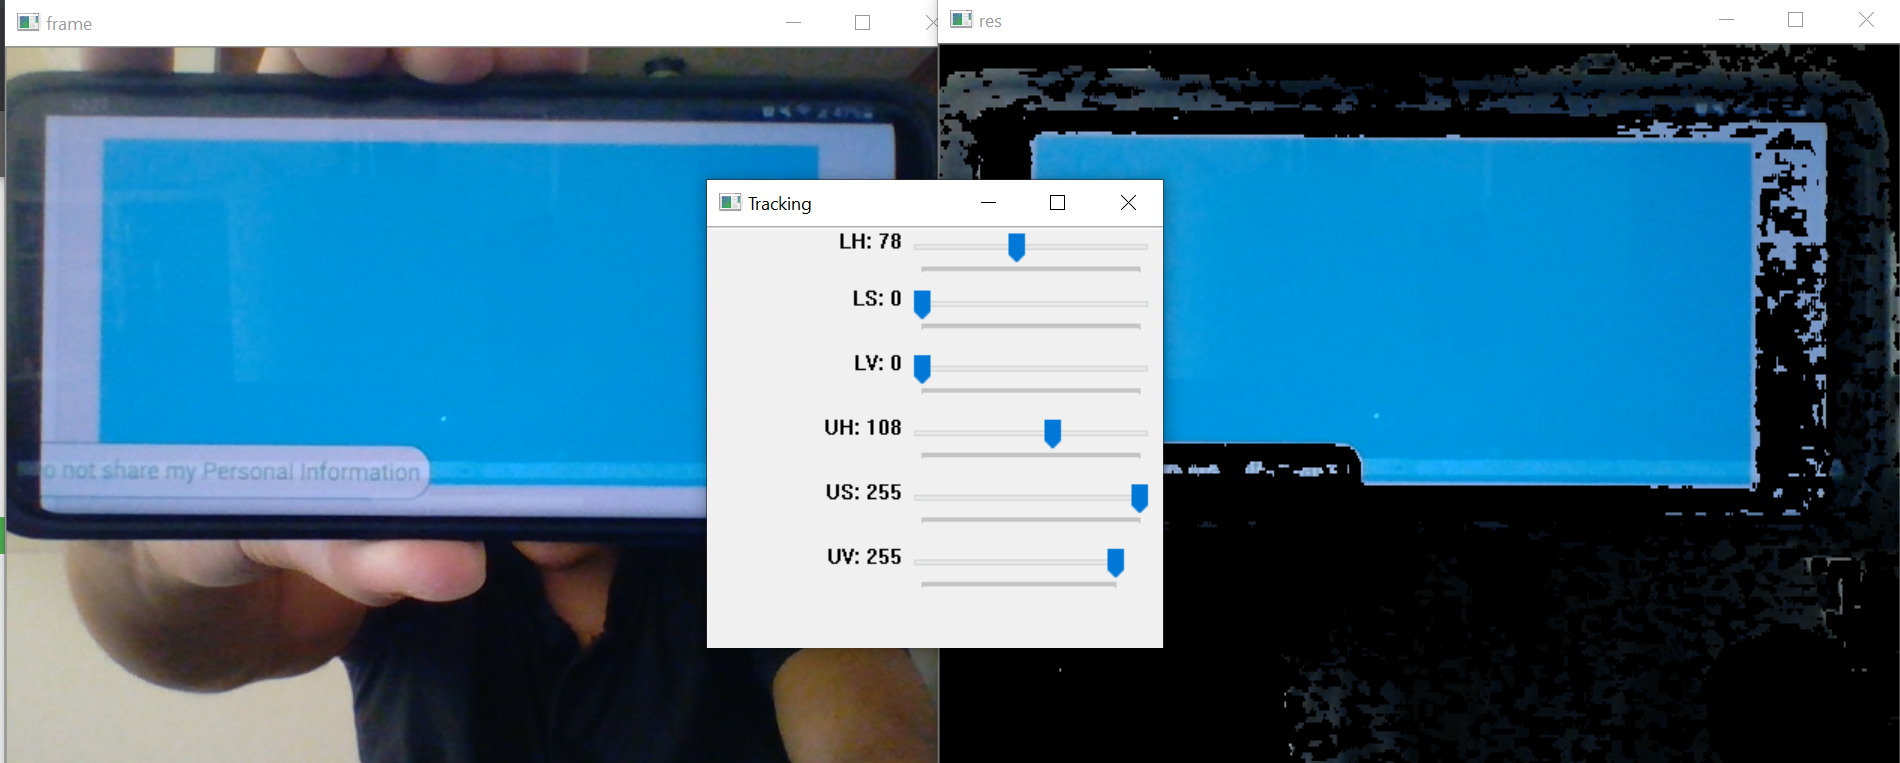 frame
res
Tracking
LH: 78
LS: 0
LV: 0
UH: 108
US: 255
UV: 255
not share my Personal Information